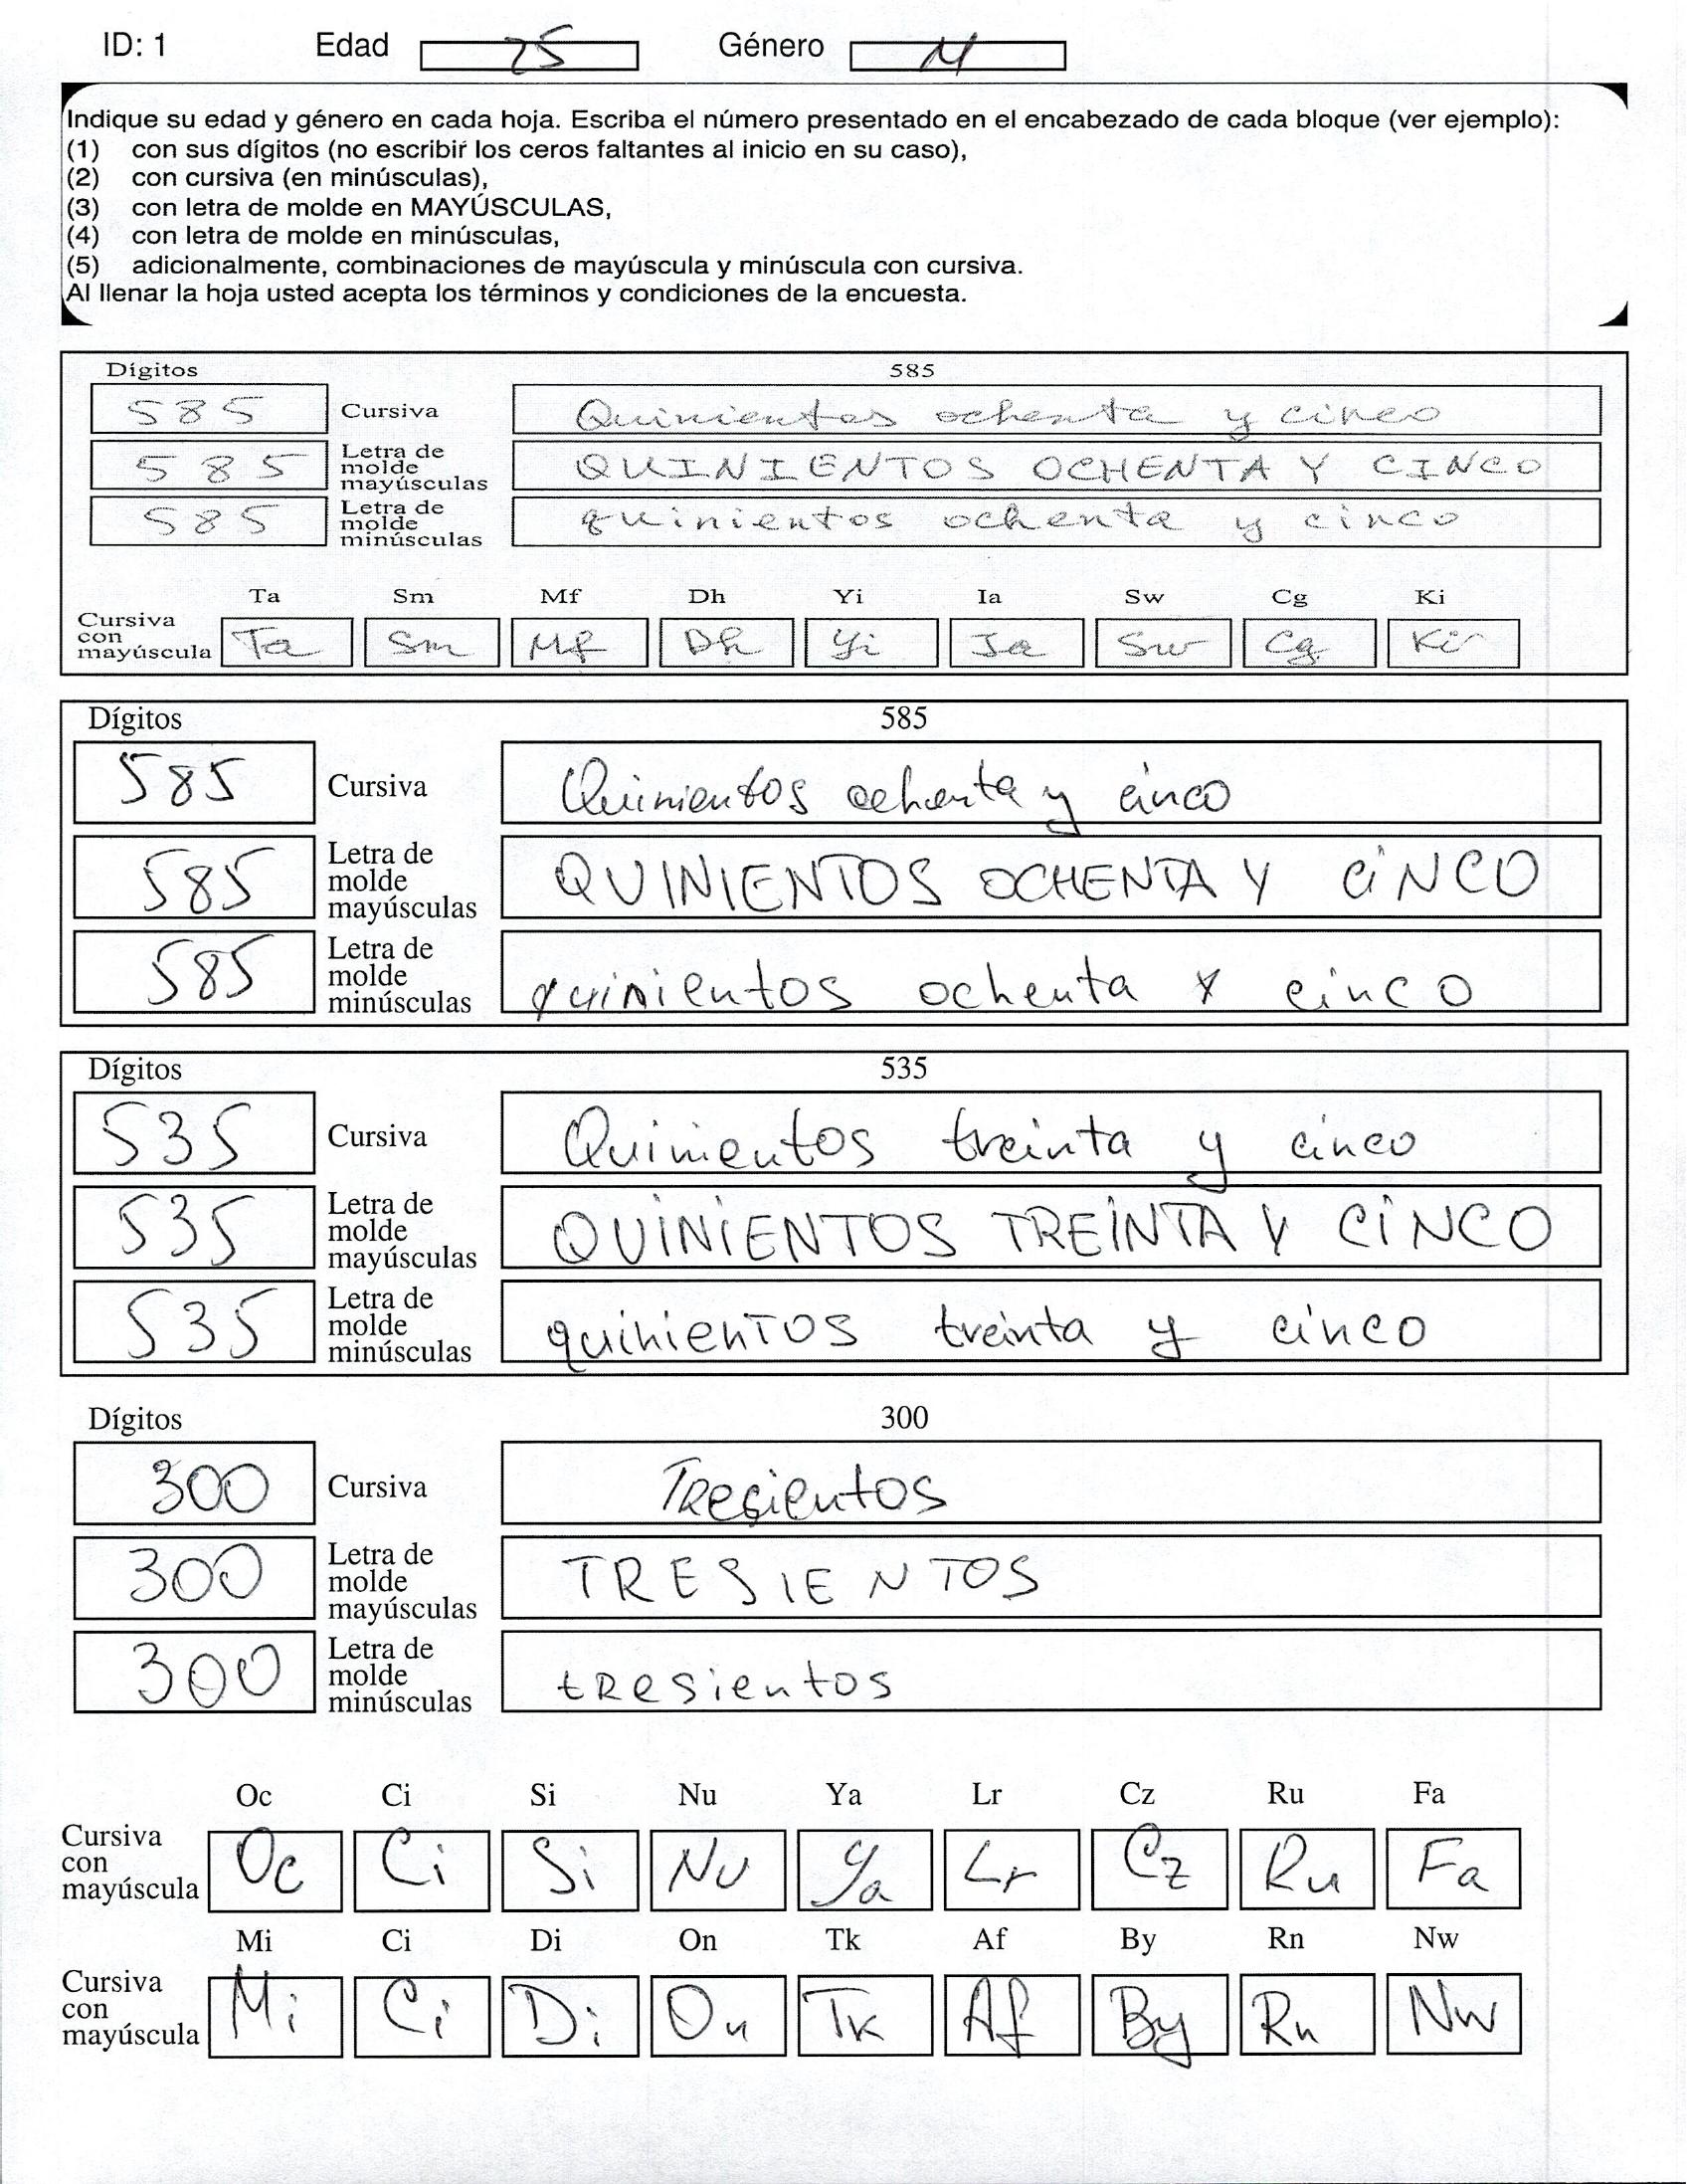 ID: 1 Edad 25 Género M
Indique su edad y género en cada hoja. Escriba el número presentado en el encabezado de cada bloque (ver ejemplo):
(1) con sus dígitos (no escribir los ceros faltantes al inicio en su caso),
(2) con cursiva (en minúsculas),
(3) con letra de molde en MAYÚSCULAS,
(4) con letra de molde en minúsculas,
(5) adicionalmente, combinaciones de mayúscula y minúscula con cursiva.
Al llenar la hoja usted acepta los términos y condiciones de la encuesta.
Dígitos 585
585 Cursiva Quinientos ochenta y cinco
585 Letra de molde mayúsculas QUINIENTOS OCHENTA Y CINCO
585 Letra de molde minúsculas quinientos ochenta y cinco
Ta Sm Mf Dh Yi Ia Sw Cg Ki
Cursiva con mayúscula Ta Sm Mf Dh Yi Ia Sw Cg Ki
Dígitos 585
585 Cursiva Quinientos ochenta y cinco
585 Letra de molde mayúsculas QUINIENTOS OCHENTA Y CiNCO
585 Letra de molde minúsculas quinientos ochenta y cinco
Dígitos 535
535 Cursiva Quinientos treinta y cinco
535 Letra de molde mayúsculas QUINiENTOS TREiNTA Y CiNCO
535 Letra de molde minúsculas quinienTOS treinta y cinco
Dígitos 300
300 Cursiva TResientos
300 Letra de molde mayúsculas TRESIENTOS
300 Letra de molde minúsculas tResientos
Oc Ci Si Nu Ya Lr Cz Ru Fa
Cursiva con mayúscula Oc Ci Si Nu Ya Lr Cz Ru Fa
Mi Ci Di On Tk Af By Rn Nw
Cursiva con mayúscula Mi Ci Di On Tk Af By Rn Nw